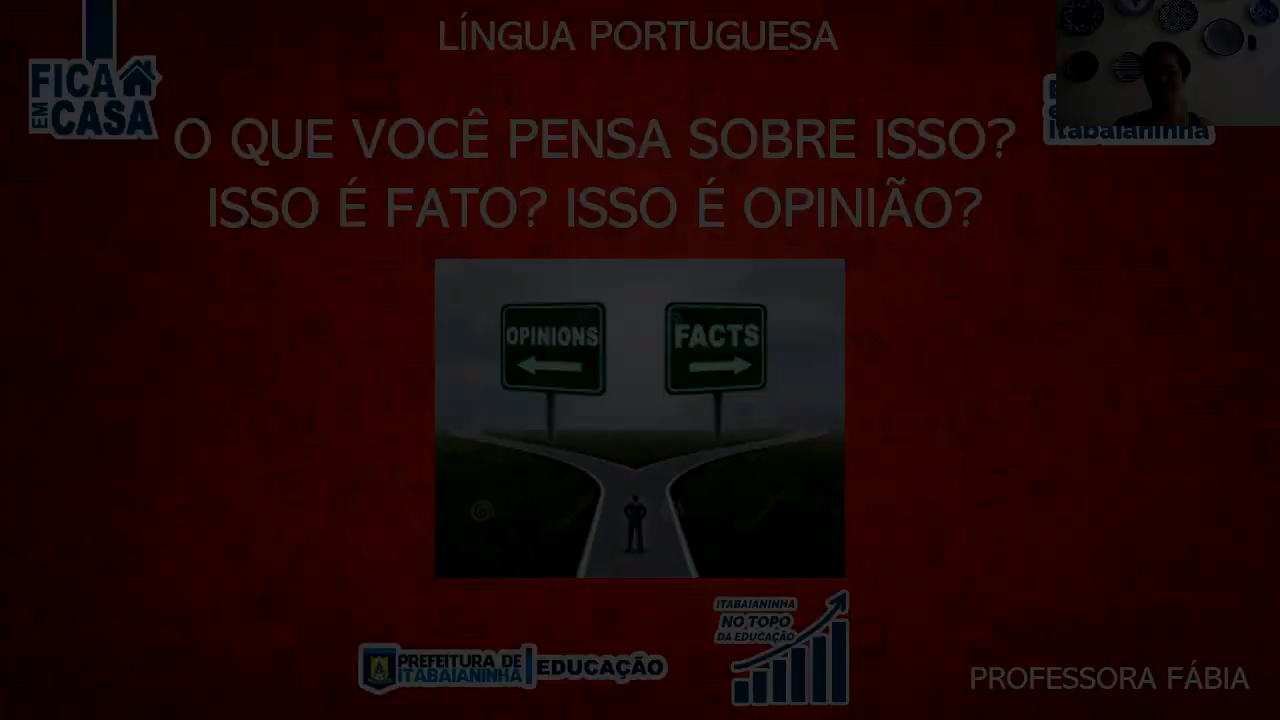 LÍNGUA PORTUGUESA
FICA
EM
CASA
Itabaianinha
O QUE VOCÊ PENSA SOBRE ISSO?
ISSO É FATO? ISSO É OPINIÃO?
OPINIONS
FACTS
ITABAIANINHA
NO TOPO
DA EDUCAÇÃO
PREFEITURA DE
ITABAIANINHA
EDUCAÇÃO
PROFESSORA FÁBIA